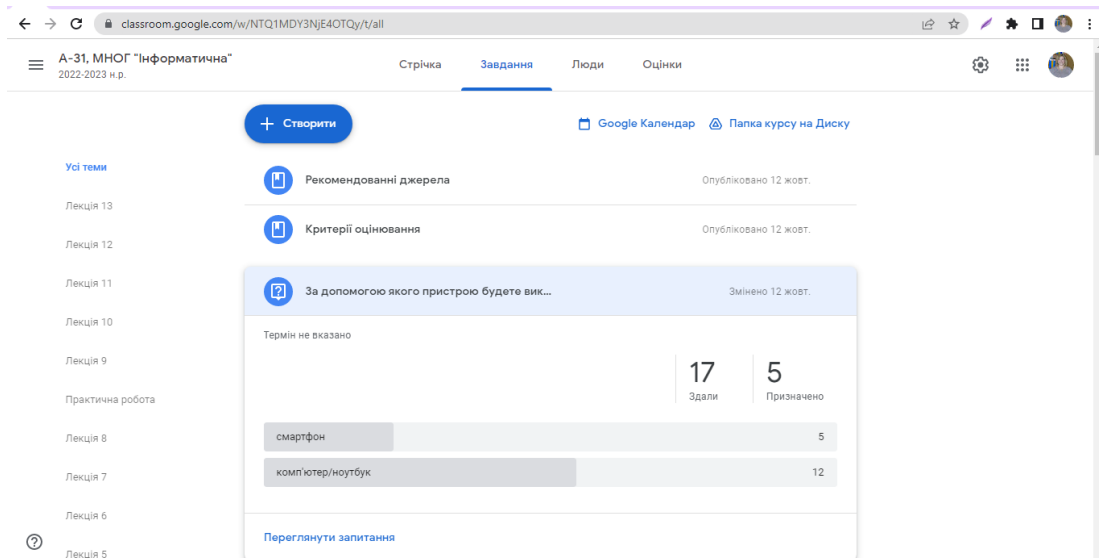 classroom.google.com/w/NTQ1MDY3NjE4OTQy/t/all
А-31, МНОГ "Інформатична"
2022-2023 н.р.
Стрічка
Завдання
Люди
Оцінки
Створити
Google Календар
Папка курсу на Диску
Усі теми
Лекція 13
Лекція 12
Лекція 11
Лекція 10
Лекція 9
Практична робота
Лекція 8
Лекція 7
Лекція 6
Лекція 5
Рекомендованні джерела
Опубліковано 12 жовт.
Критерії оцінювання
Опубліковано 12 жовт.
За допомогою якого пристрою будете вик...
Змінено 12 жовт.
Термін не вказано
17
Здали
5
Призначено
смартфон 5
комп'ютер/ноутбук 12
Переглянути запитання